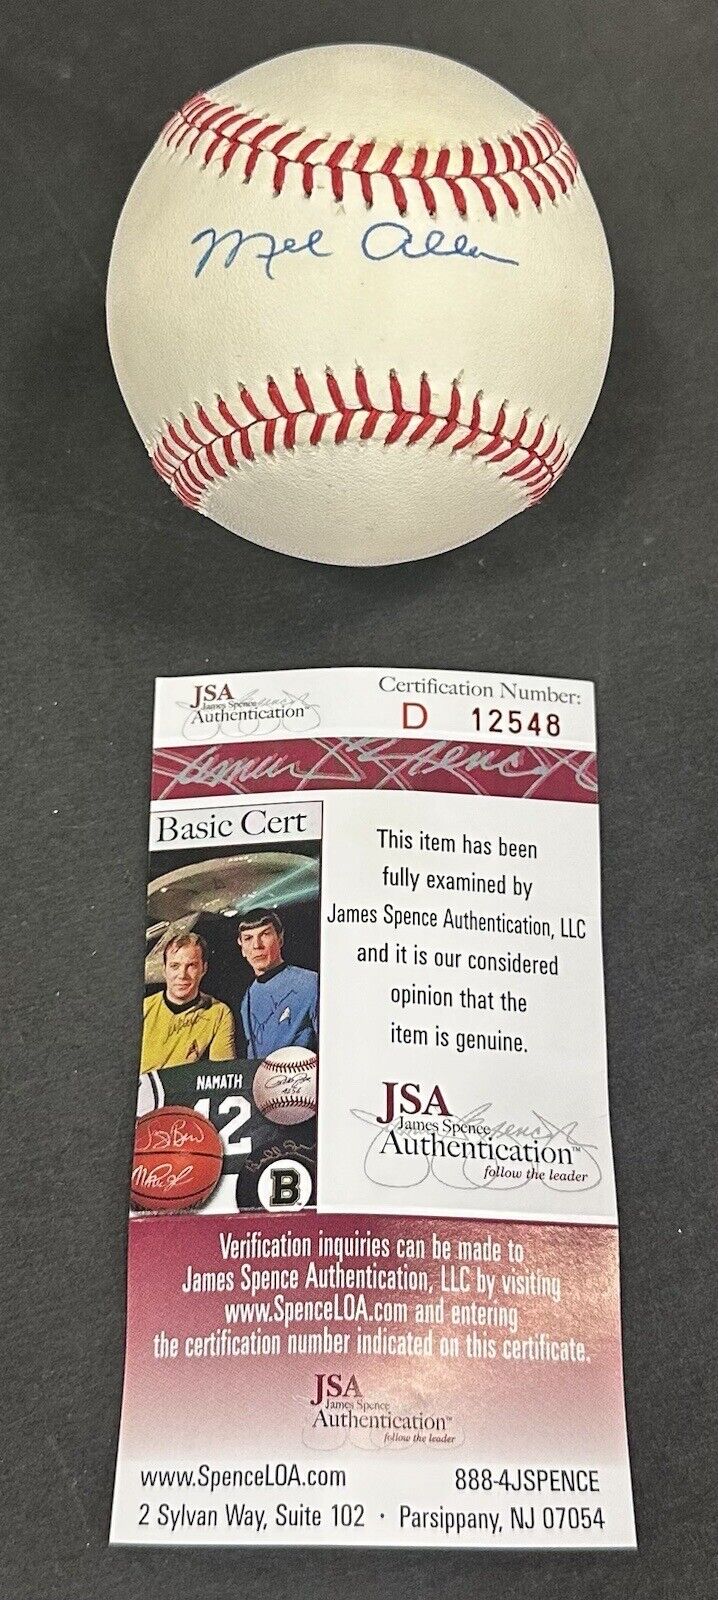 Mel Allen
JSA
James Spence
Authentication™
Certification Number:
D 12548
Basic Cert
This item has been
fully examined by
James Spence Authentication, LLC
and it is our considered
opinion that the
item is genuine.
NAMATH
12
B
JSA
James Spence
Authentication™
follow the leader
Verification inquiries can be made to
James Spence Authentication, LLC by visiting
www.SpenceLOA.com and entering
the certification number indicated on this certificate.
JSA
James Spence
Authentication™
follow the leader
www.SpenceLOA.com 888-4JSPENCE
2 Sylvan Way, Suite 102 · Parsippany, NJ 07054